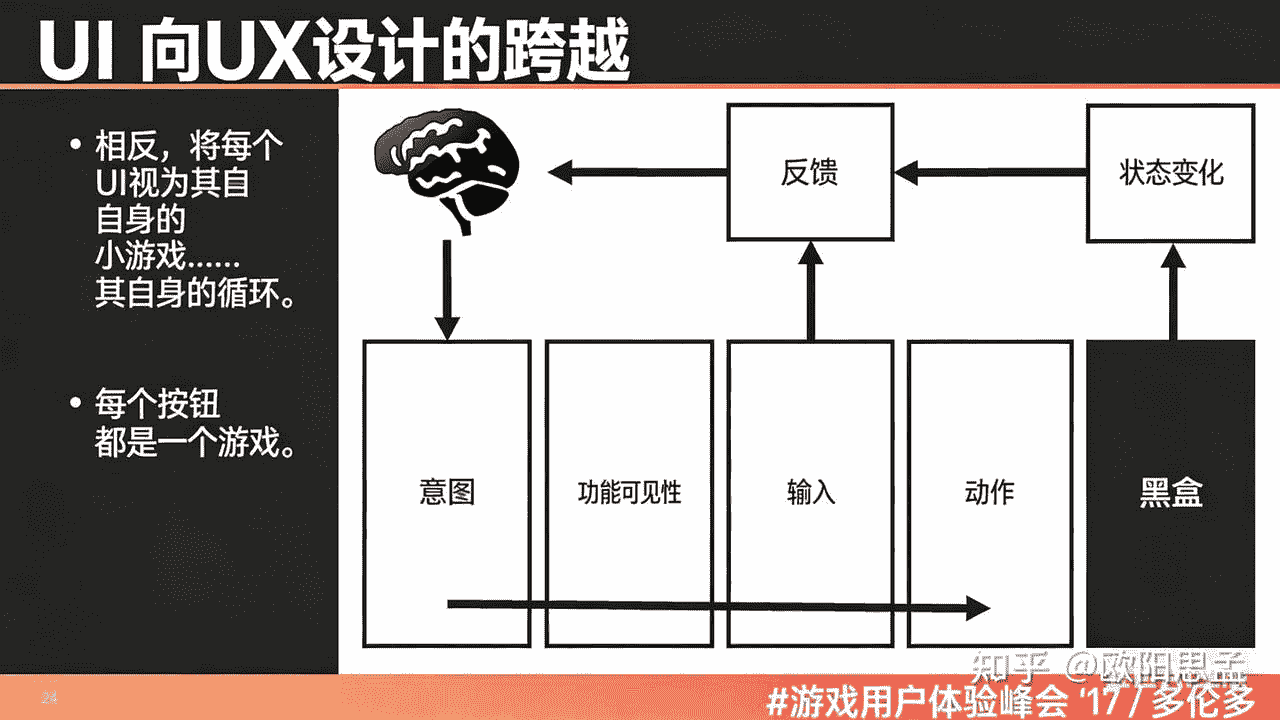 UI 向UX设计的跨越
• 相反，将每个
UI视为其自
自身的
小游戏……
其自身的循环。
• 每个按钮
都是一个游戏。
反馈
状态变化
意图
功能可见性
输入
动作
黑盒
知乎 @欧阳思孟
24
#游戏用户体验峰会 '17 / 多伦多